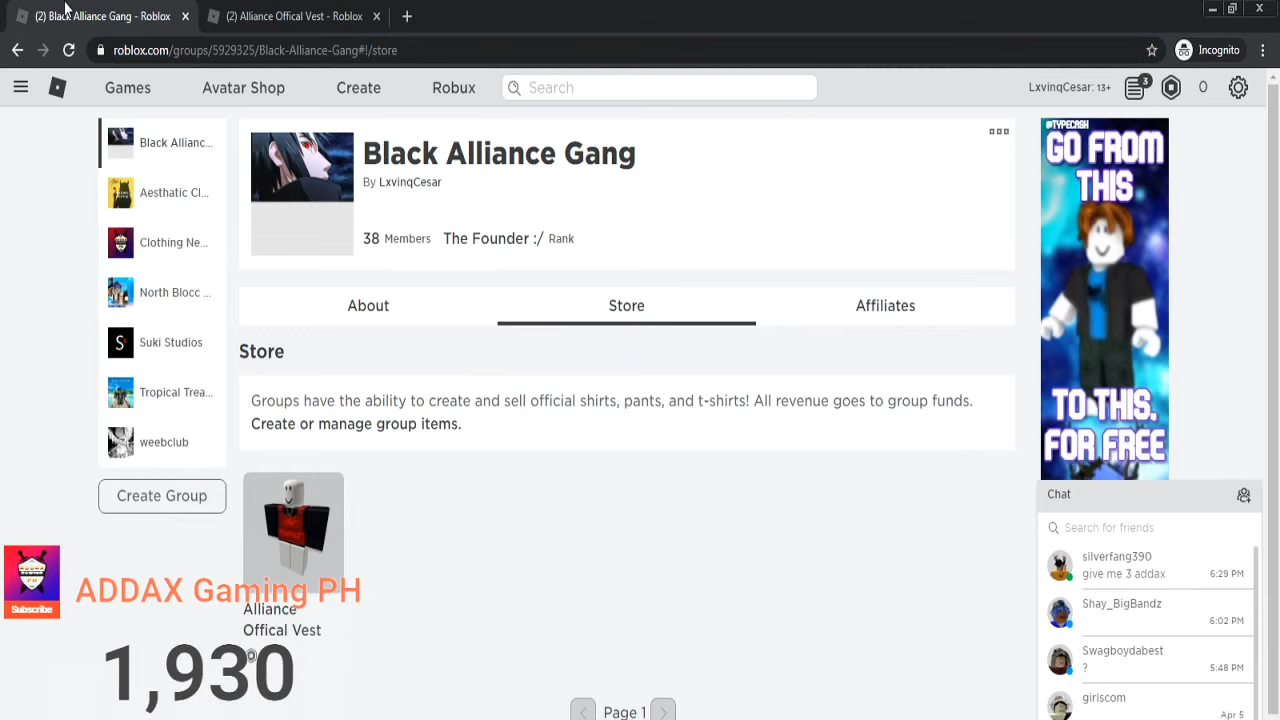 (2) Black Alliance Gang - Roblox
(2) Alliance Offical Vest - Roblox
roblox.com/groups/5929325/Black-Alliance-Gang#!/store
Incognito
Games
Avatar Shop
Create
Robux
Search
LxvinqCesar: 13+
3
0
Black Allianc...
Aesthatic Cl...
Clothing Ne...
North Blocc ...
Suki Studios
Tropical Trea...
weebclub
Create Group
Black Alliance Gang
By LxvinqCesar
38 Members The Founder :/ Rank
About
Store
Affiliates
Store
Groups have the ability to create and sell official shirts, pants, and t-shirts! All revenue goes to group funds.
Create or manage group items.
Alliance
Offical Vest
Page 1
@TYPECASH
GO FROM
THIS
TO THIS.
FOR FREE
Chat
Search for friends
silverfang390
give me 3 addax
6:29 PM
Shay_BigBandz
6:02 PM
Swagboydabest
?
5:48 PM
giriscom
Apr 5
Subscribe
ADDAX Gaming PH
1,930